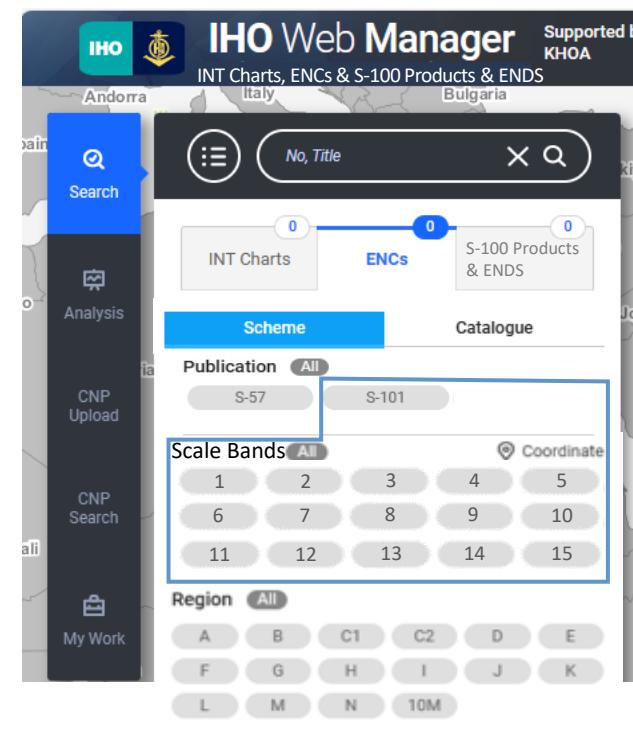 IHO
IHO Web Manager
Supported
KHOA
INT Charts, ENCs & S-100 Products & ENDS
Andorra
Italy
Bulgaria
No, Title
Search
0
0
0
INT Charts
ENCs
S-100 Products
& ENDS
Analysis
Scheme
Catalogue
Publication All
CNP
Upload
S-57
S-101
Scale Bands All
Coordinate
1 2 3 4 5
CNP
Search
6 7 8 9 10
11 12 13 14 15
Region All
My Work
A B C1 C2 D E
F G H I J K
L M N 10M